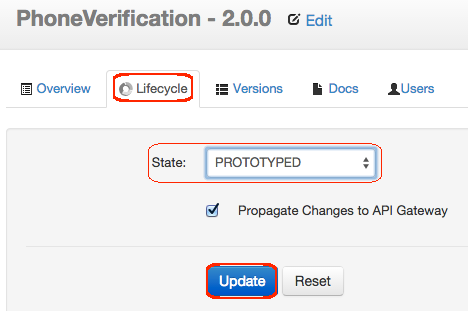 PhoneVerification - 2.0.0 Edit
Overview Lifecycle Versions Docs Users
State: PROTOTYPED
Propagate Changes to API Gateway
Update Reset